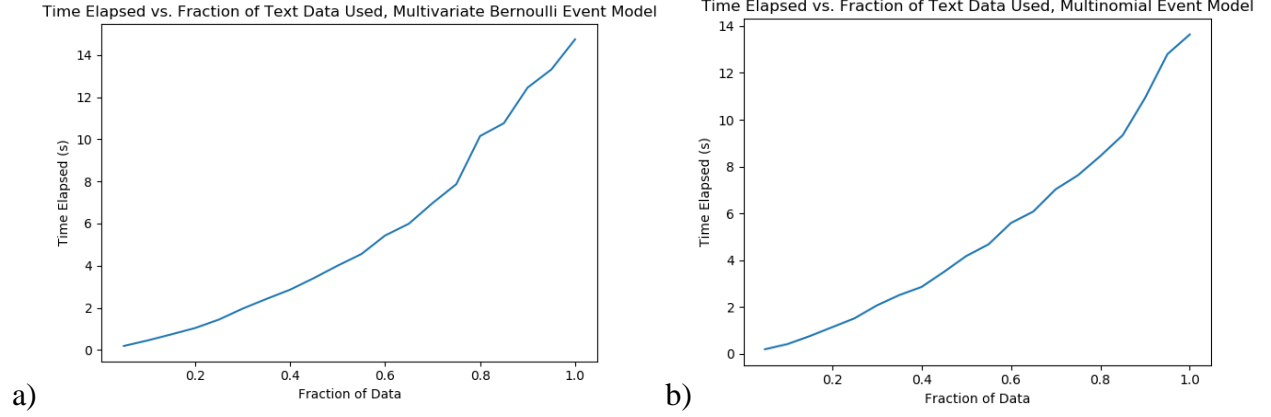 Time Elapsed vs. Fraction of Text Data Used, Multivariate Bernoulli Event Model
14
12
10
8
6
4
2
0
Time Elapsed (s)
0.2 0.4 0.6 0.8 1.0
Fraction of Data
a)
Time Elapsed vs. Fraction of Text Data Used, Multinomial Event Model
14
12
10
8
6
4
2
0
Time Elapsed (s)
0.2 0.4 0.6 0.8 1.0
Fraction of Data
b)